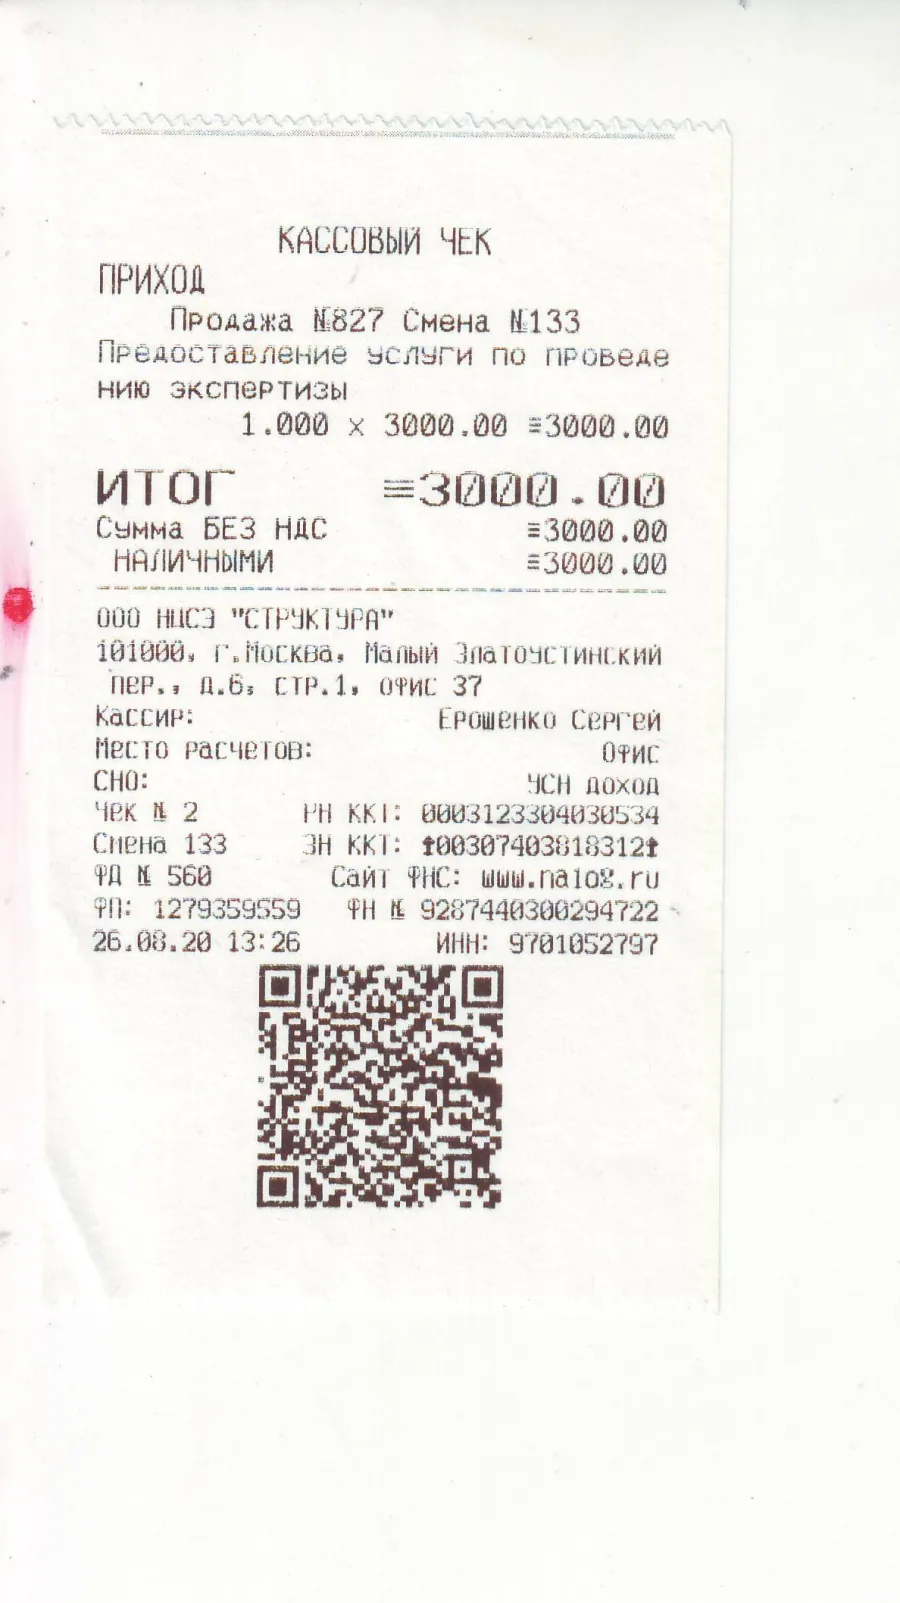 КАССОВЫЙ ЧЕК
ПРИХОД
Продажа №827 Смена №133
Предоставление услуги по проведе
нию экспертизы
1.000 x 3000.00 ≡3000.00
ИТОГ ≡3000.00
Сумма БЕЗ НДС ≡3000.00
НАЛИЧНЫМИ ≡3000.00
ООО НЦСЭ "СТРУКТУРА"
101000, г.Москва, Малый Златоустинский
пер., д.6, стр.1, офис 37
Кассир: Ерошенко Сергей
Место расчетов: Офис
СНО: УСН доход
Чек № 2 РН ККТ: 0003123304030534
Смена 133 ЗН ККТ: ↑00307403818312↑
ФД № 560 Сайт ФНС: www.nalog.ru
ФП: 1279359559 ФН № 9287440300294722
26.08.20 13:26 ИНН: 9701052797